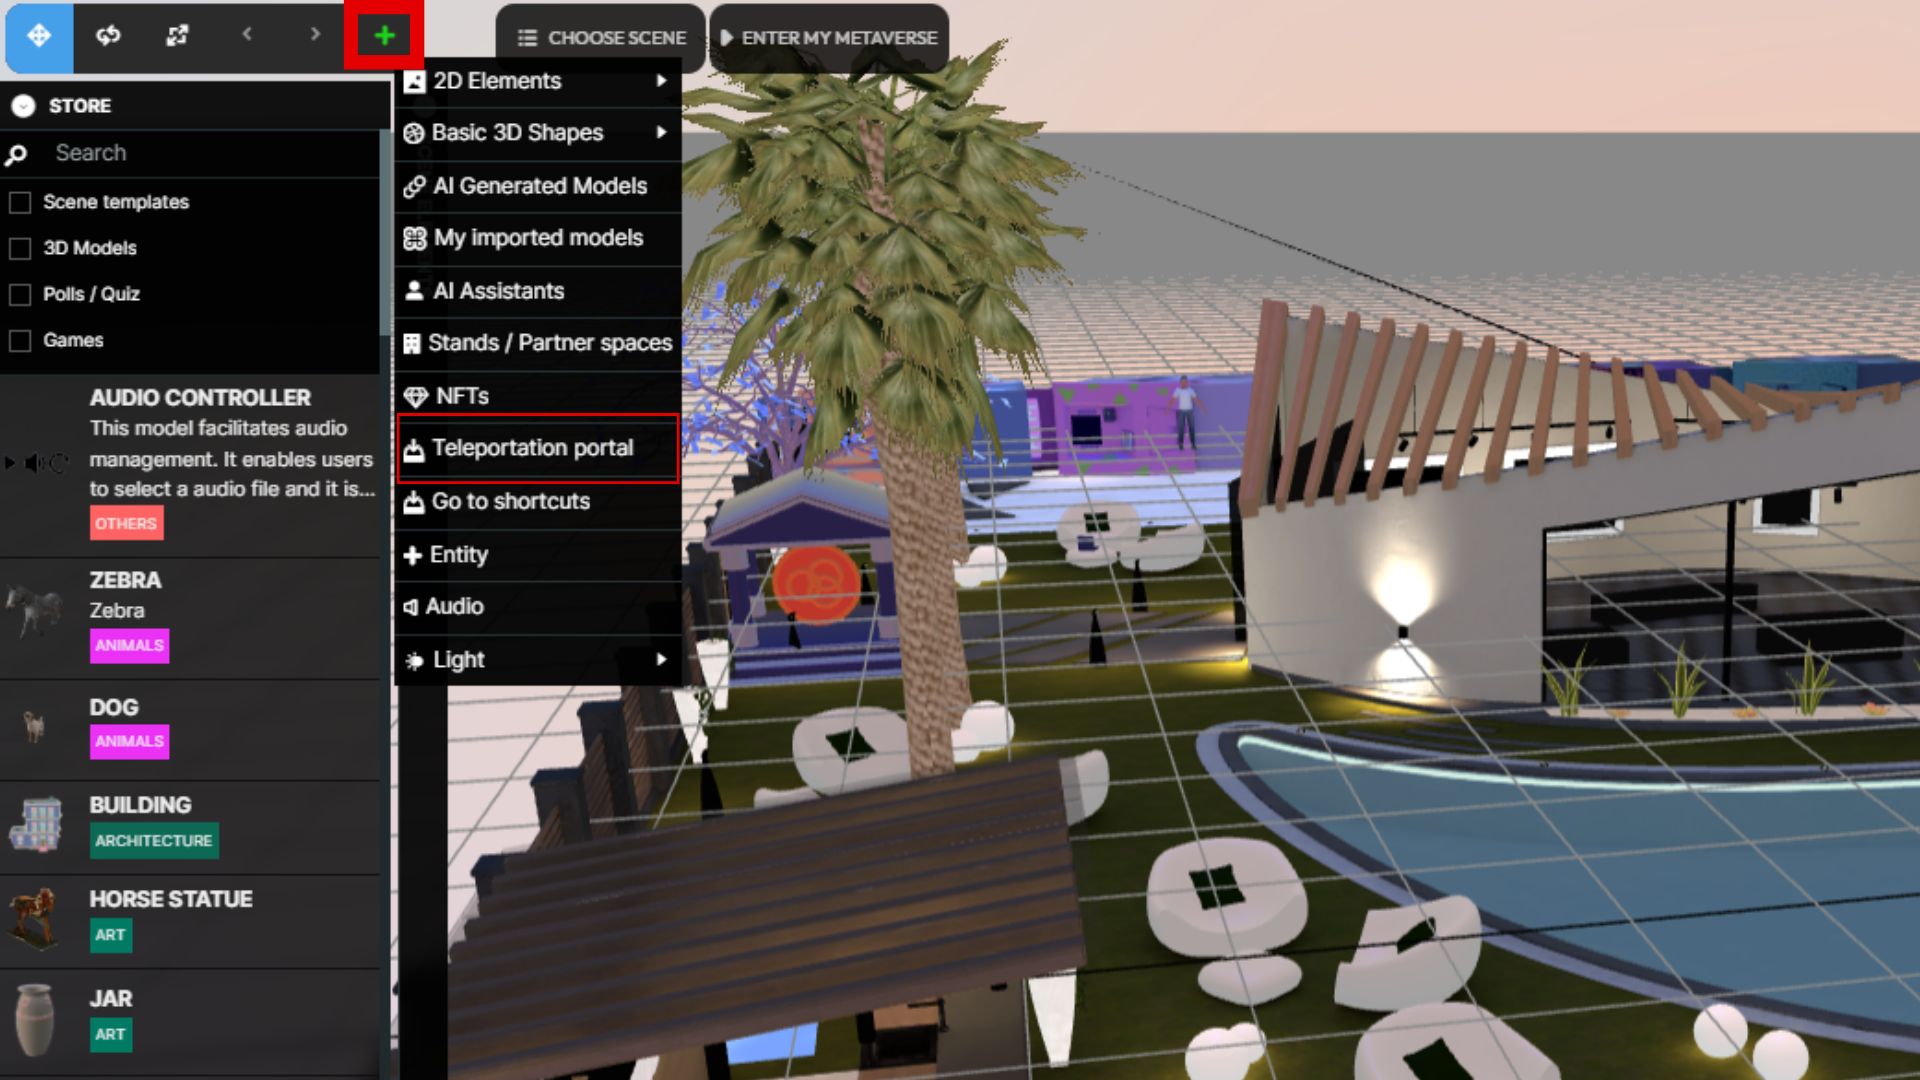 CHOOSE SCENE
ENTER MY METAVERSE
STORE
Search
Scene templates
3D Models
Polls / Quiz
Games
AUDIO CONTROLLER
This model facilitates audio
management. It enables users
to select a audio file and it is...
OTHERS
ZEBRA
Zebra
ANIMALS
DOG
ANIMALS
BUILDING
ARCHITECTURE
HORSE STATUE
ART
JAR
ART
2D Elements
Basic 3D Shapes
AI Generated Models
My imported models
AI Assistants
Stands / Partner spaces
NFTs
Teleportation portal
Go to shortcuts
Entity
Audio
Light